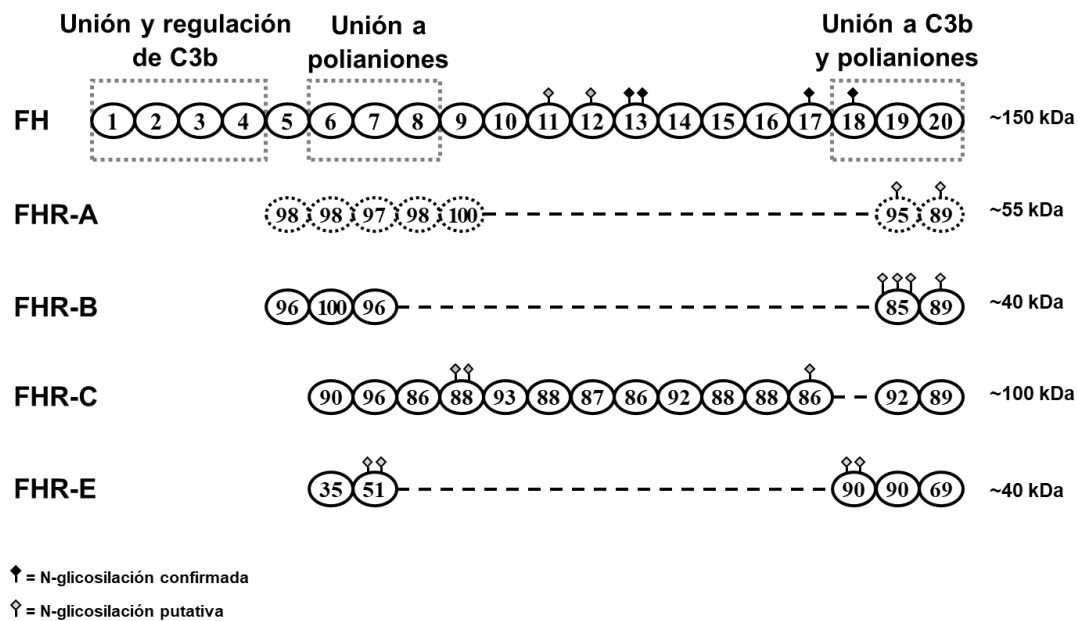 Unión y regulación
de C3b
Unión a
polianiones
Unión a C3b
y polianiones
FH 1 2 3 4 5 6 7 8 9 10 11 12 13 14 15 16 17 18 19 20 ~150 kDa
FHR-A 98 98 97 98 100 95 89 ~55 kDa
FHR-B 96 100 96 85 89 ~40 kDa
FHR-C 90 96 86 88 93 88 87 86 92 88 88 86 92 89 ~100 kDa
FHR-E 35 51 90 90 69 ~40 kDa
= N-glicosilación confirmada
= N-glicosilación putativa